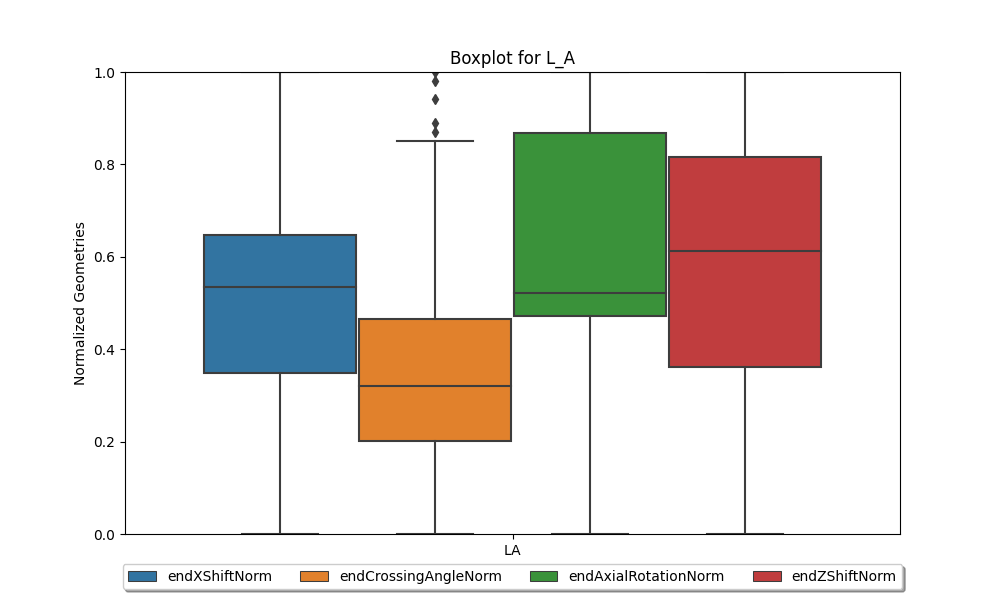 Boxplot for L_A
1.0
0.8
0.6
0.4
0.2
0.0
Normalized Geometries
LA
endXShiftNorm endCrossingAngleNorm endAxialRotationNorm endZShiftNorm